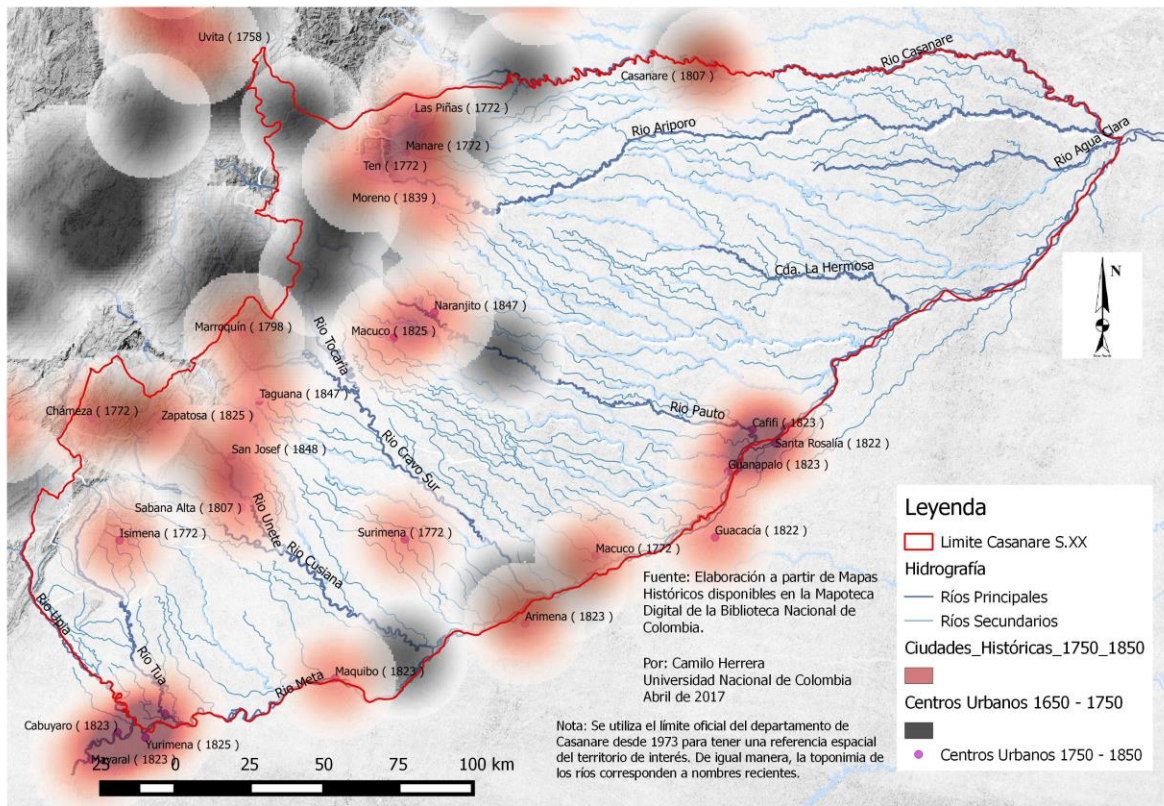 Uvita ( 1758)
Casanare ( 1807)
Rio Casanare
Las Piñas ( 1772 )
Rio Ariporo
Manare ( 1772 )
Rio Agua Clara
Ten ( 1772 )
Moreno ( 1839)
Cda. La Hermosa
N
Naranjito ( 1847)
Marroquín ( 1798 )
Macuco ( 1825)
Rio Tocaria
Taguana ( 1847)
Chámeza ( 1772)
Zapatosa ( 1825)
Rio Pauto
Cafifi ( 1823)
San Josef ( 1848)
Santa Rosalía ( 1822)
Guanapalo ( 1823)
Rio Cravo Sur
Sabana Alta ( 1807)
Isimena ( 1772)
Rio Unete
Surimena ( 1772)
Guacacía ( 1822)
Rio Cusiana
Macuco ( 1772)
Arimena ( 1823)
Rio Upia
Rio Tua
Maquibo ( 1823)
Rio Meta
Cabuyaro ( 1823)
Yurimena ( 1825)
Mayaral ( 1823 )
25 0 25 50 75 100 km
Fuente: Elaboración a partir de Mapas
Históricos disponibles en la Mapoteca
Digital de la Biblioteca Nacional de
Colombia.
Por: Camilo Herrera
Universidad Nacional de Colombia
Abril de 2017
Nota: Se utiliza el límite oficial del departamento de
Casanare desde 1973 para tener una referencia espacial
del territorio de interés. De igual manera, la toponimia de
los ríos corresponden a nombres recientes.
Leyenda
Limite Casanare S.XX
Hidrografía
Ríos Principales
Ríos Secundarios
Ciudades_Históricas_1750_1850
Centros Urbanos 1650 - 1750
Centros Urbanos 1750 - 1850